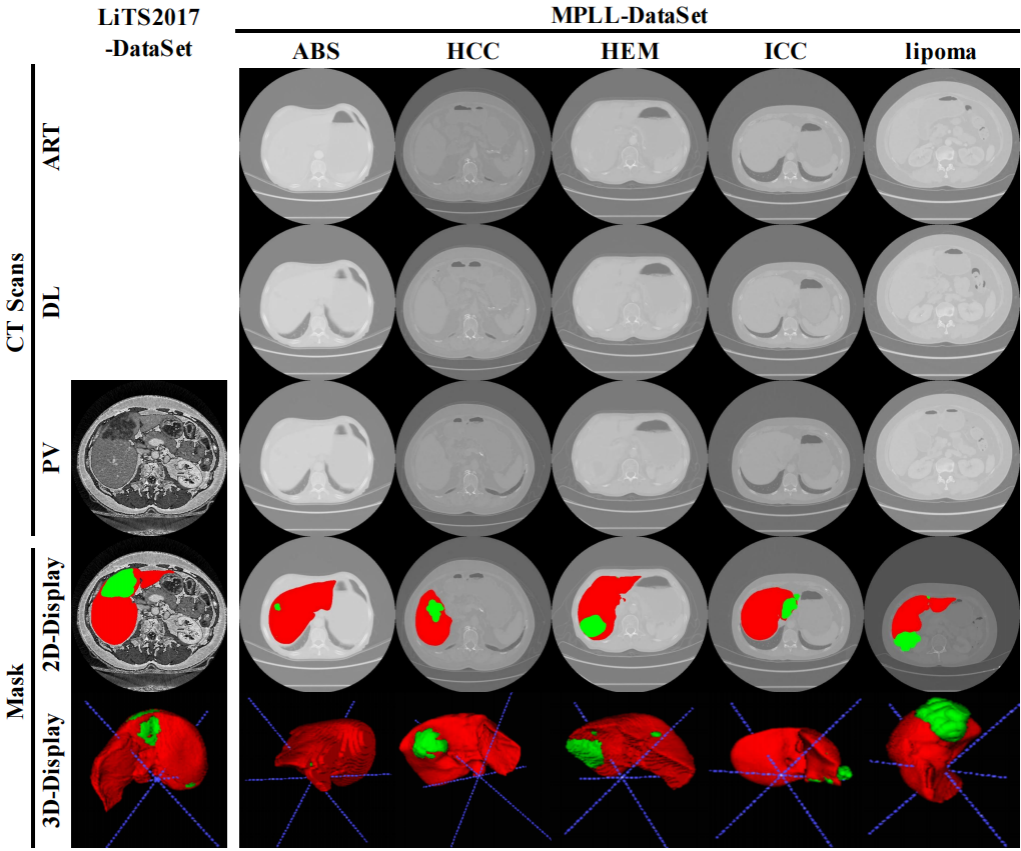 LiTS2017
-DataSet
MPLL-DataSet
ABS
HCC
HEM
ICC
lipoma
CT Scans
ART
DL
PV
Mask
2D-Display
3D-Display